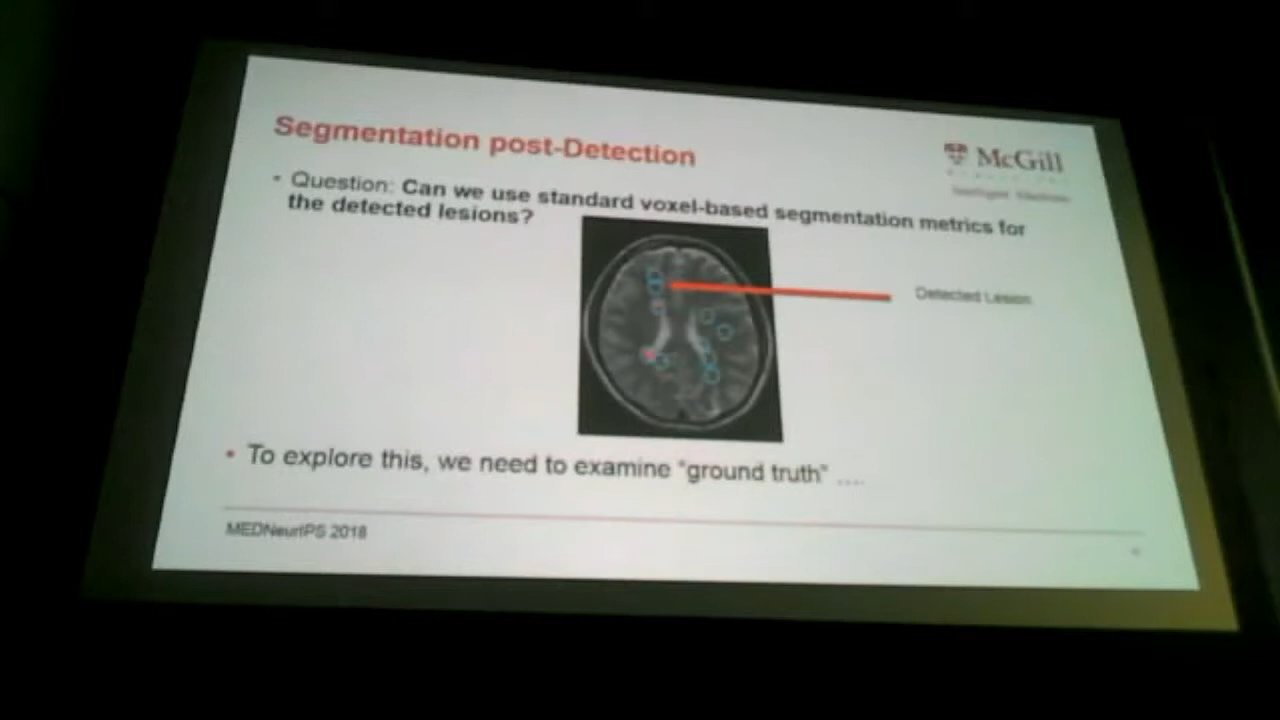 Segmentation post-Detection
McGill
• Question: Can we use standard voxel-based segmentation metrics for
the detected lesions?
Detected Lesion
• To explore this, we need to examine "ground truth" ....
MEDNeurIPS 2018